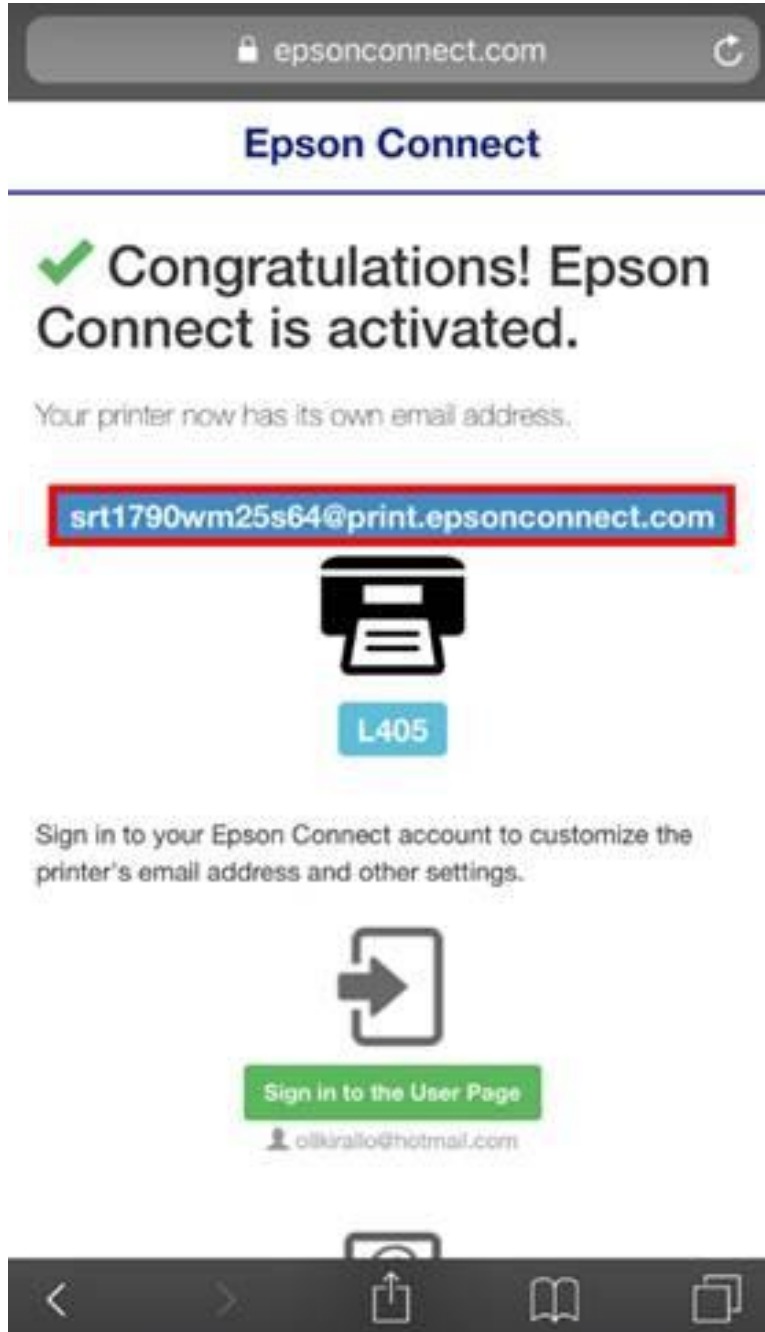 epsonconnect.com
Epson Connect
Congratulations! Epson
Connect is activated.
Your printer now has its own email address.
srt1790wm25s64@print.epsonconnect.com
L405
Sign in to your Epson Connect account to customize the
printer's email address and other settings.
Sign in to the User Page